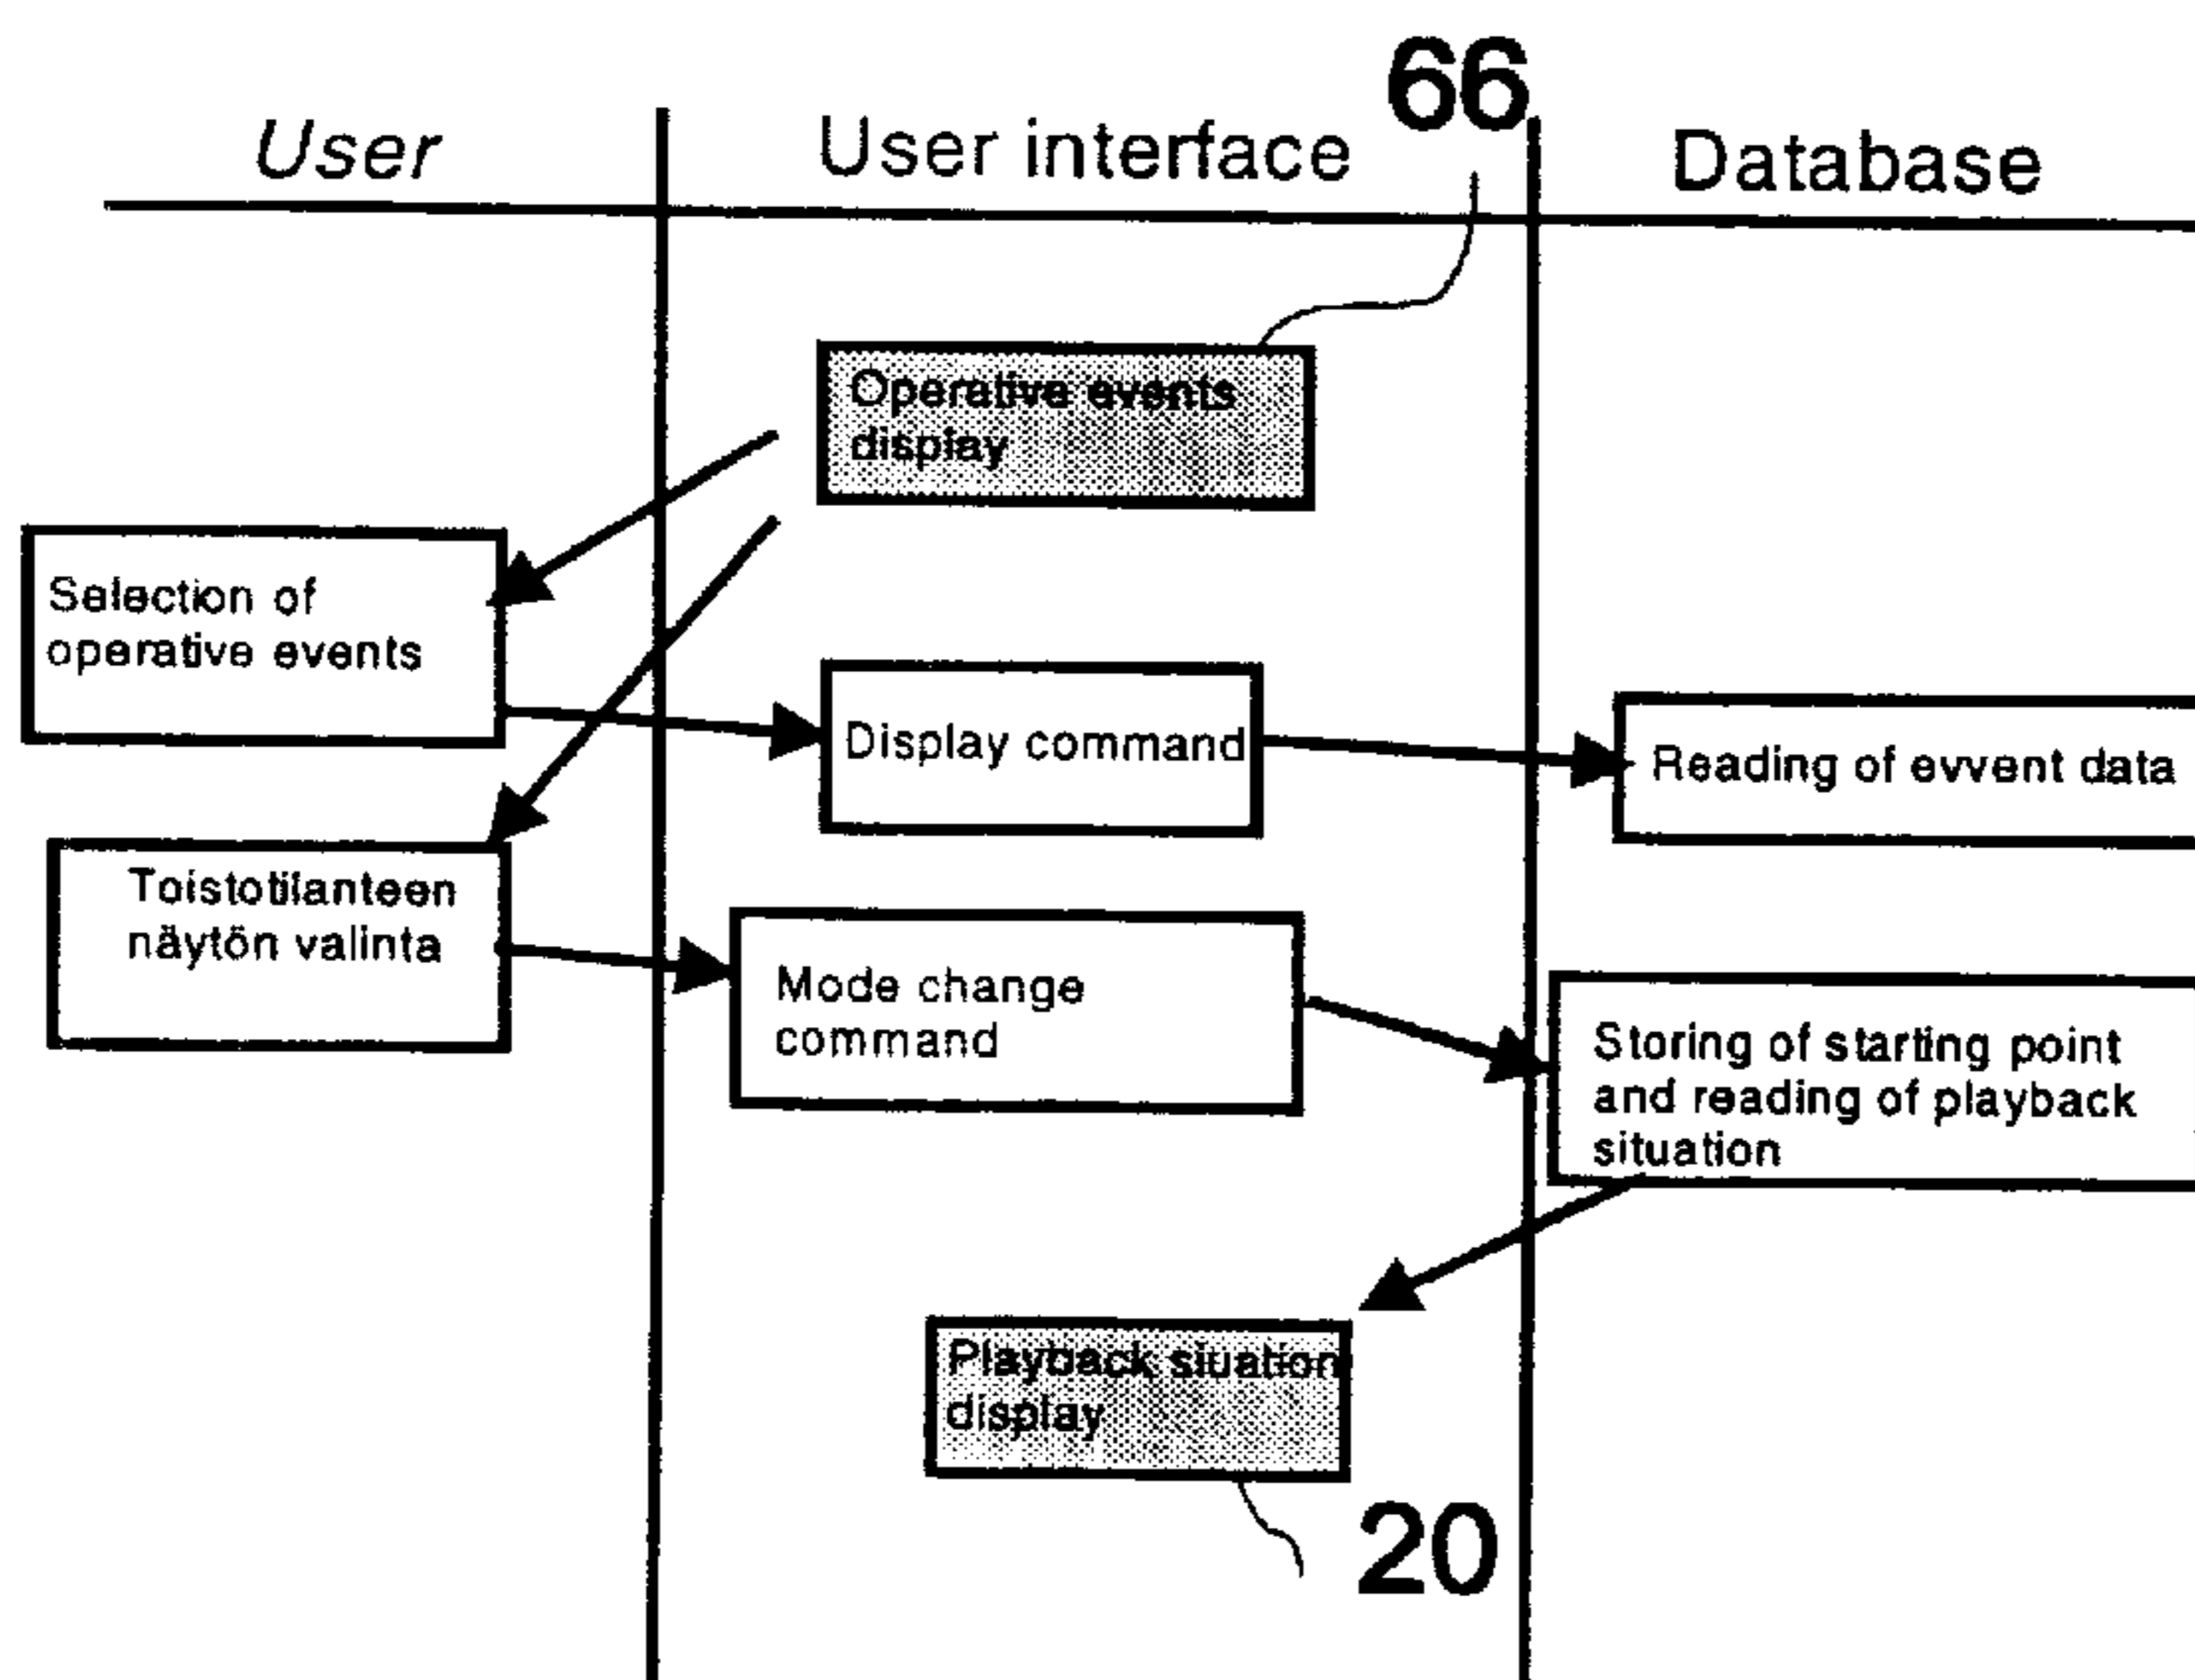 66
User
User interface
Database
Operative events
display
Selection of
operative events
Display command
Reading of evvent data
Toistotilanteen
näytön valinta
Mode change
command
Storing of starting point
and reading of playback
situation
Playback siuation
display
20